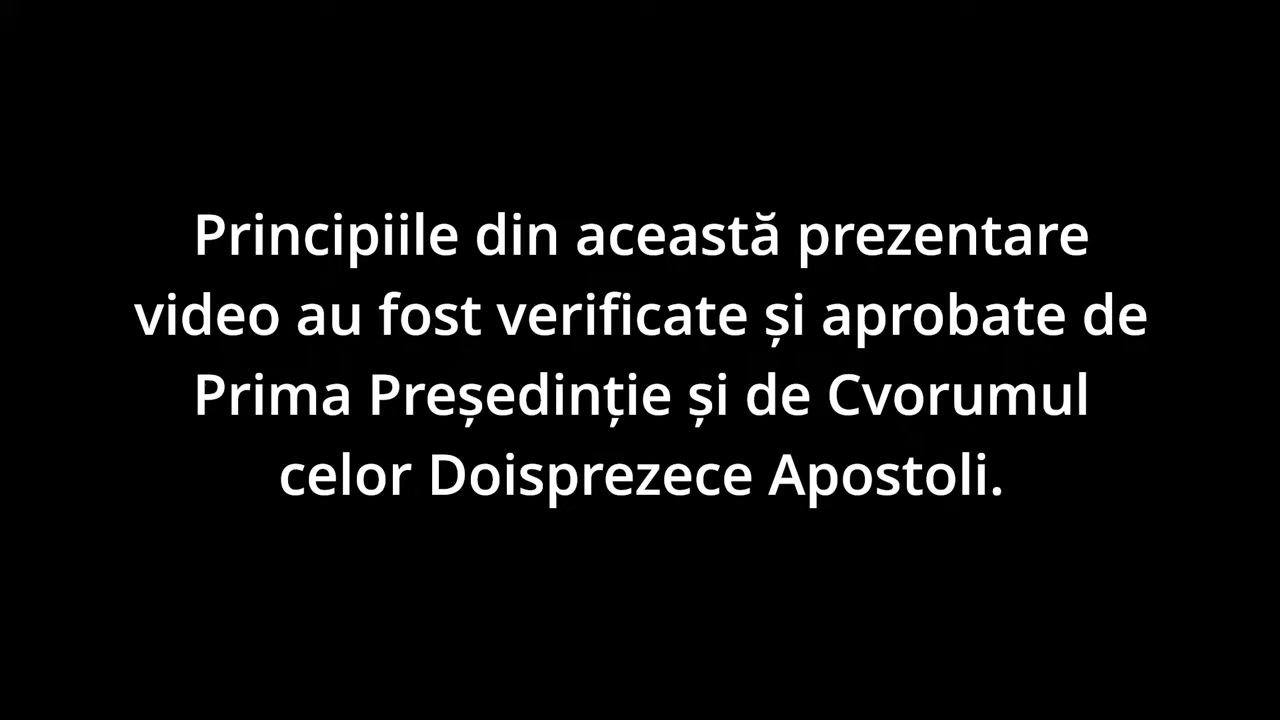 Principiile din această prezentare
video au fost verificate și aprobate de
Prima Președinție și de Cvorumul
celor Doisprezece Apostoli.